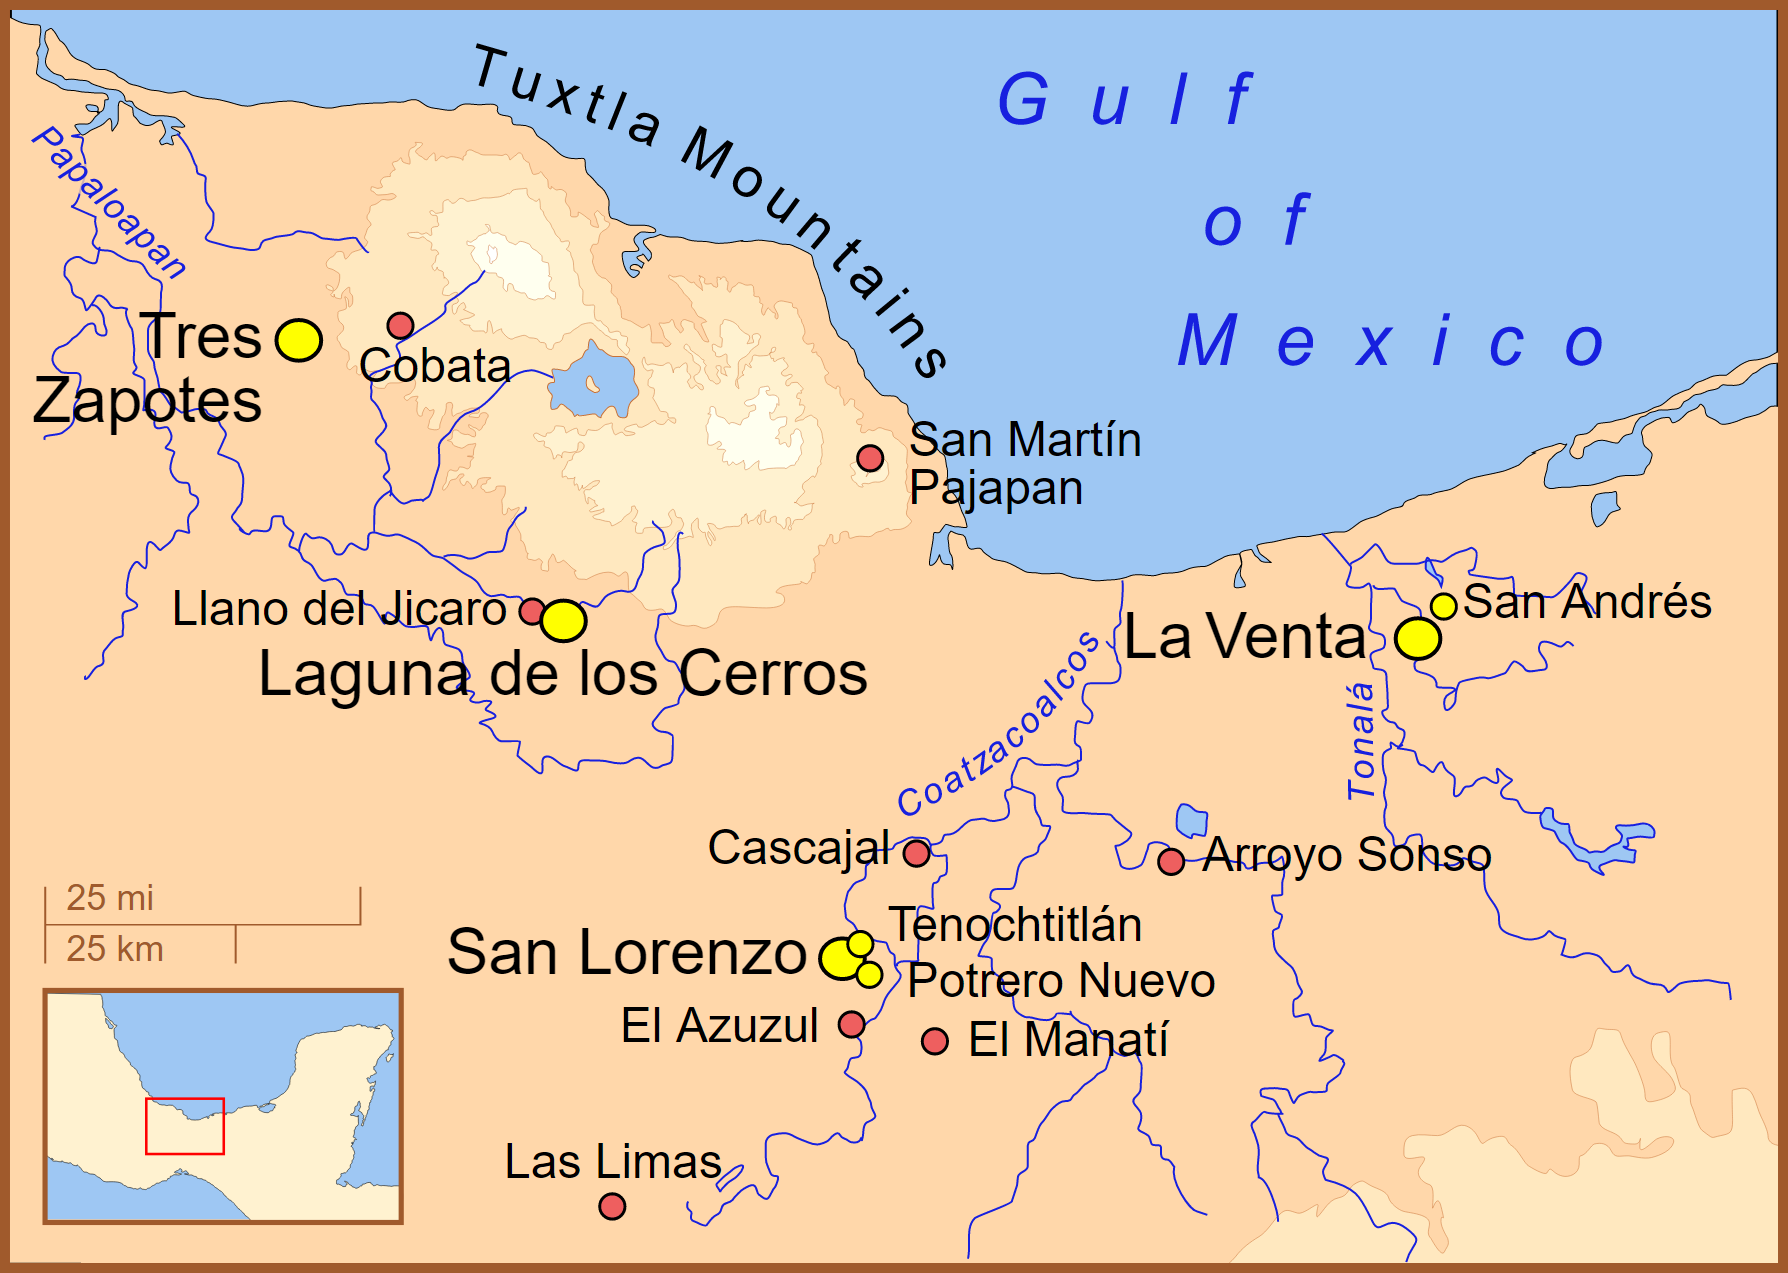 Tuxtla Mountains
Gulf
of
Mexico
Papaloapan
Tres
Zapotes
Cobata
San Martín
Pajapan
Llano del Jicaro
Laguna de los Cerros
San Andrés
La Venta
Coatzacoalcos
Tonalá
Cascajal
Arroyo Sonso
Tenochtitlán
San Lorenzo
Potrero Nuevo
El Azuzul
El Manatí
Las Limas
25 mi
25 km